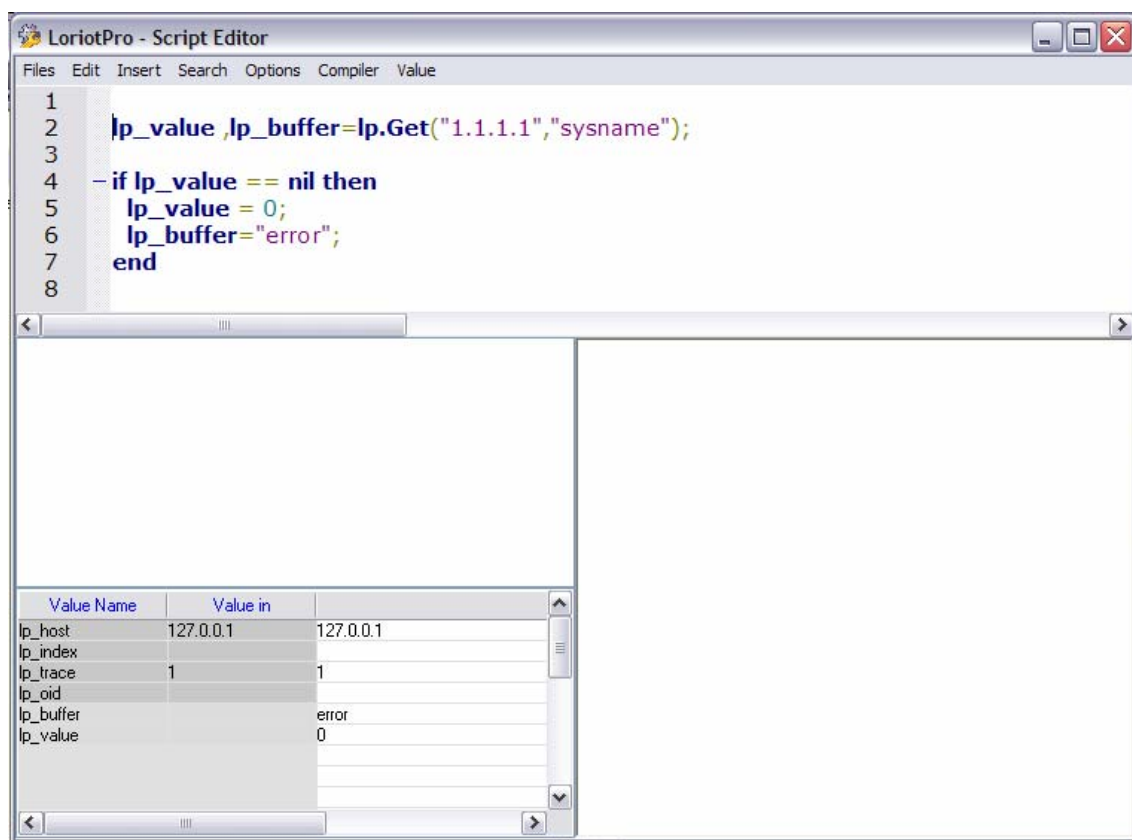 LoriotPro - Script Editor
Files Edit Insert Search Options Compiler Value
1
2 lp_value ,lp_buffer=lp.Get("1.1.1.1","sysname");
3
4 if lp_value == nil then
5 lp_value = 0;
6 lp_buffer="error";
7 end
8
Value Name Value in
lp_host 127.0.0.1 127.0.0.1
lp_index
lp_trace 1 1
lp_oid
lp_buffer error
lp_value 0